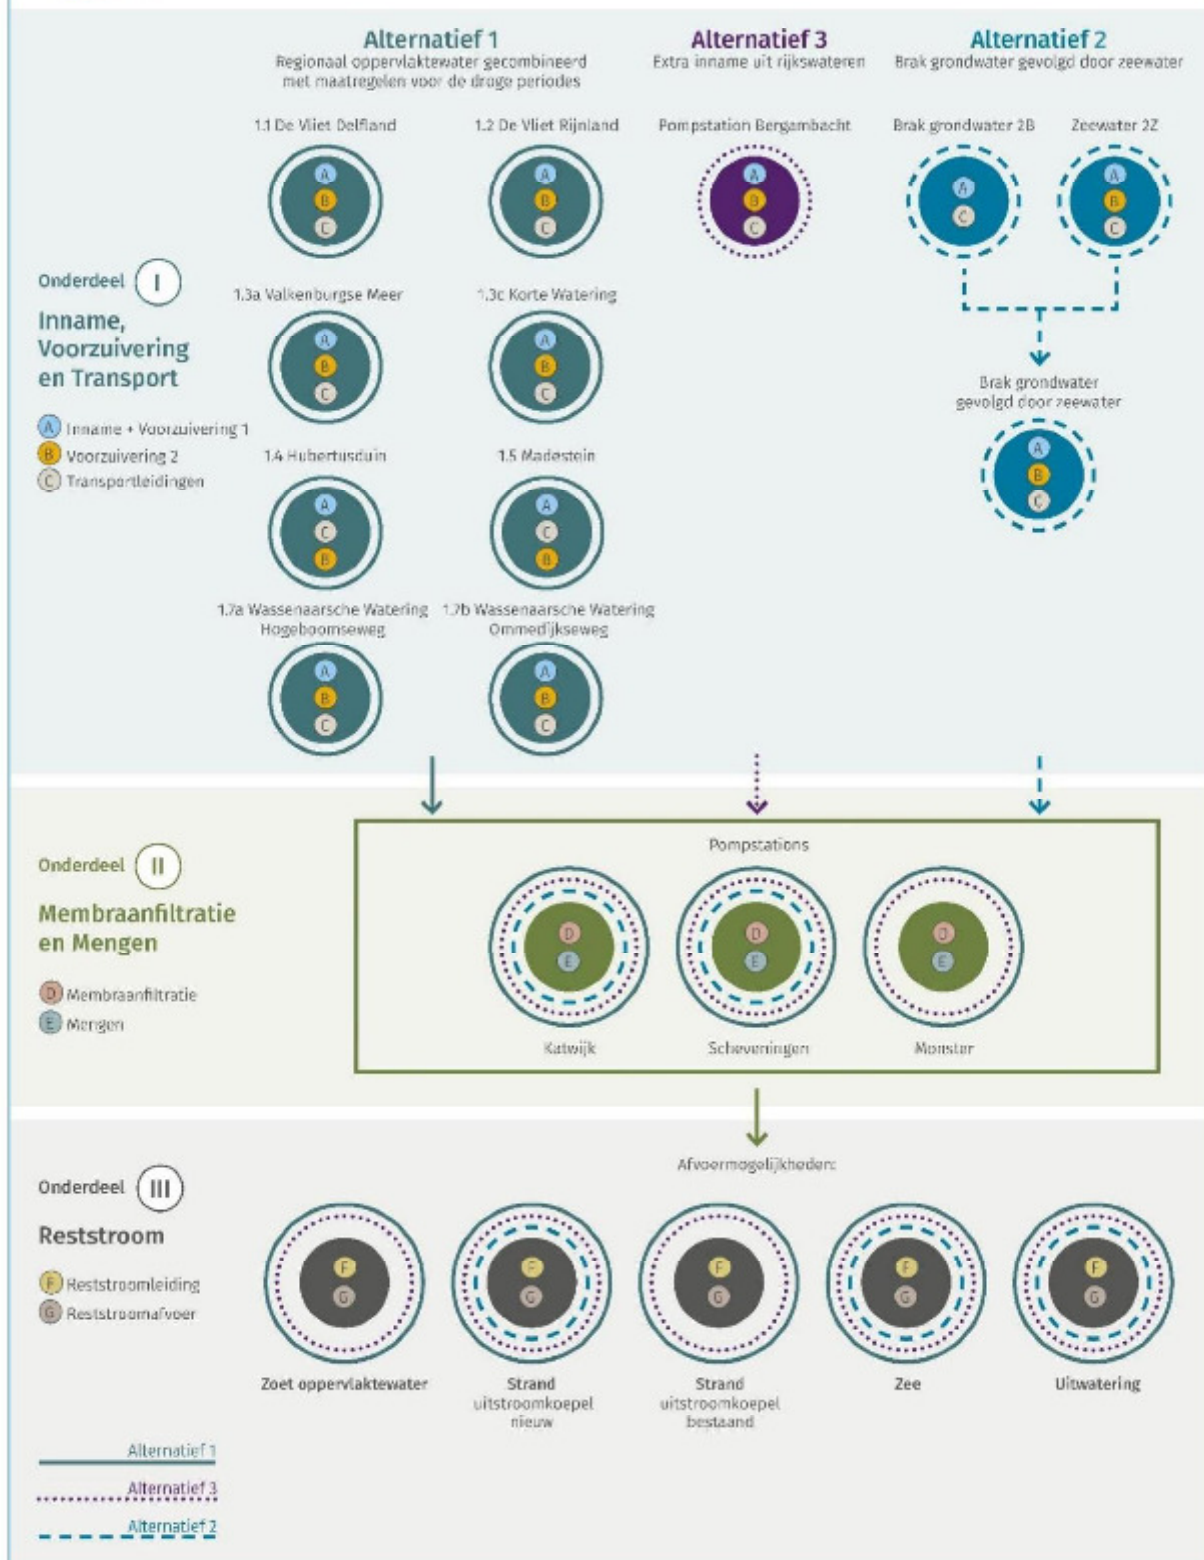 Alternatief 1
Regionaal oppervlaktewater gecombineerd
met maatregelen voor de droge periodes
Alternatief 3
Extra inname uit rijkswateren
Alternatief 2
Brak grondwater gevolgd door zeewater
1.1 De Vliet Delfland
A
B
C
1.2 De Vliet Rijnland
A
B
C
Pompstation Bergambacht
A
B
C
Brak grondwater 2B
A
C
Zeewater 2Z
A
B
C
Onderdeel I
Inname,
Voorzuivering
en Transport
A Inname + Voorzuivering 1
B Voorzuivering 2
C Transportleidingen
1.3a Valkenburgse Meer
A
B
C
1.3c Korte Watering
A
B
C
Brak grondwater
gevolgd door zeewater
A
B
C
1.4 Hubertusduin
A
C
B
1.5 Madestein
A
C
B
1.7a Wassenaarsche Watering
Hogeboomseweg
A
B
C
1.7b Wassenaarsche Watering
Ommedijkseweg
A
B
C
Onderdeel II
Membraanfiltratie
en Mengen
D Membraanfiltratie
E Mengen
Pompstations
D
E
Katwijk
D
E
Scheveningen
D
E
Monster
Onderdeel III
Reststroom
F Reststroomleiding
G Reststroomafvoer
Afvoermogelijkheden:
F
G
Zoet oppervlaktewater
F
G
Strand
uitstroomkoepel
nieuw
F
G
Strand
uitstroomkoepel
bestaand
F
G
Zee
F
G
Uitwatering
Alternatief 1
Alternatief 3
Alternatief 2